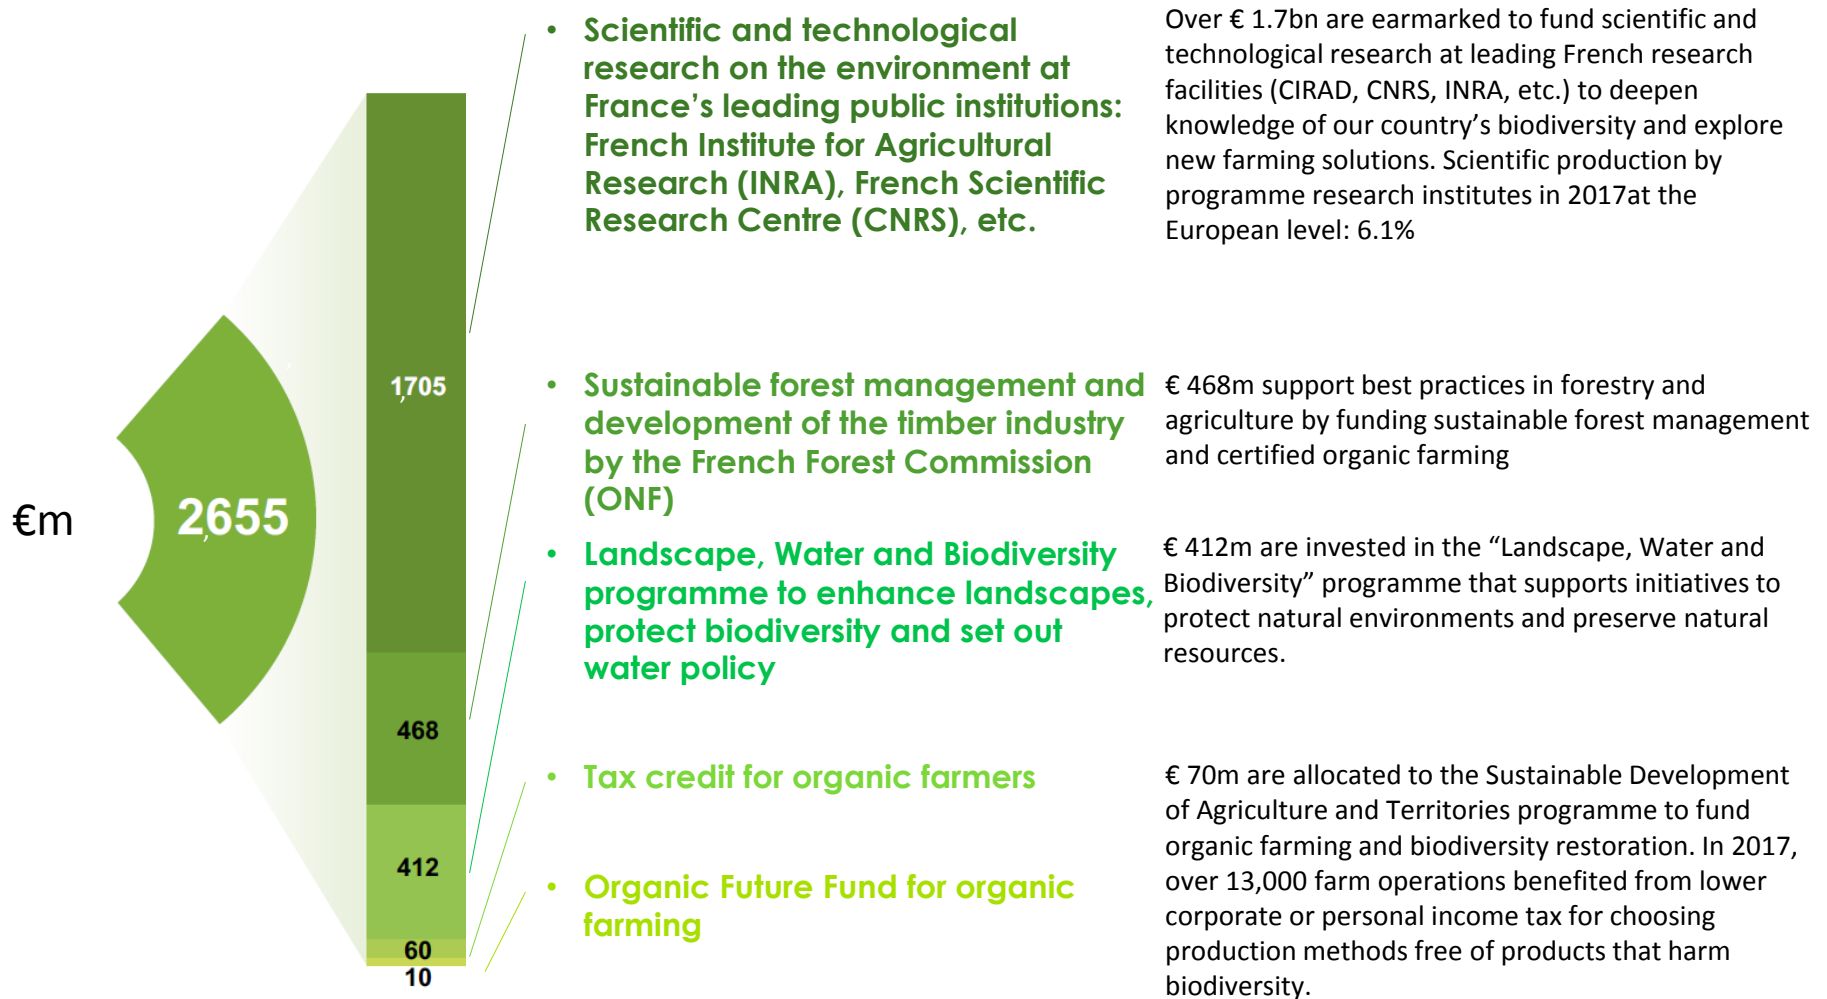 • Scientific and technological
research on the environment at
France’s leading public institutions:
French Institute for Agricultural
Research (INRA), French Scientific
Research Centre (CNRS), etc.
Over € 1.7bn are earmarked to fund scientific and
technological research at leading French research
facilities (CIRAD, CNRS, INRA, etc.) to deepen
knowledge of our country’s biodiversity and explore
new farming solutions. Scientific production by
programme research institutes in 2017at the
European level: 6.1%
€m
2,655
1,705
468
412
60
10
• Sustainable forest management and
development of the timber industry
by the French Forest Commission
(ONF)
€ 468m support best practices in forestry and
agriculture by funding sustainable forest management
and certified organic farming
• Landscape, Water and Biodiversity
programme to enhance landscapes,
protect biodiversity and set out
water policy
€ 412m are invested in the “Landscape, Water and
Biodiversity” programme that supports initiatives to
protect natural environments and preserve natural
resources.
• Tax credit for organic farmers
• Organic Future Fund for organic
farming
€ 70m are allocated to the Sustainable Development
of Agriculture and Territories programme to fund
organic farming and biodiversity restoration. In 2017,
over 13,000 farm operations benefited from lower
corporate or personal income tax for choosing
production methods free of products that harm
biodiversity.